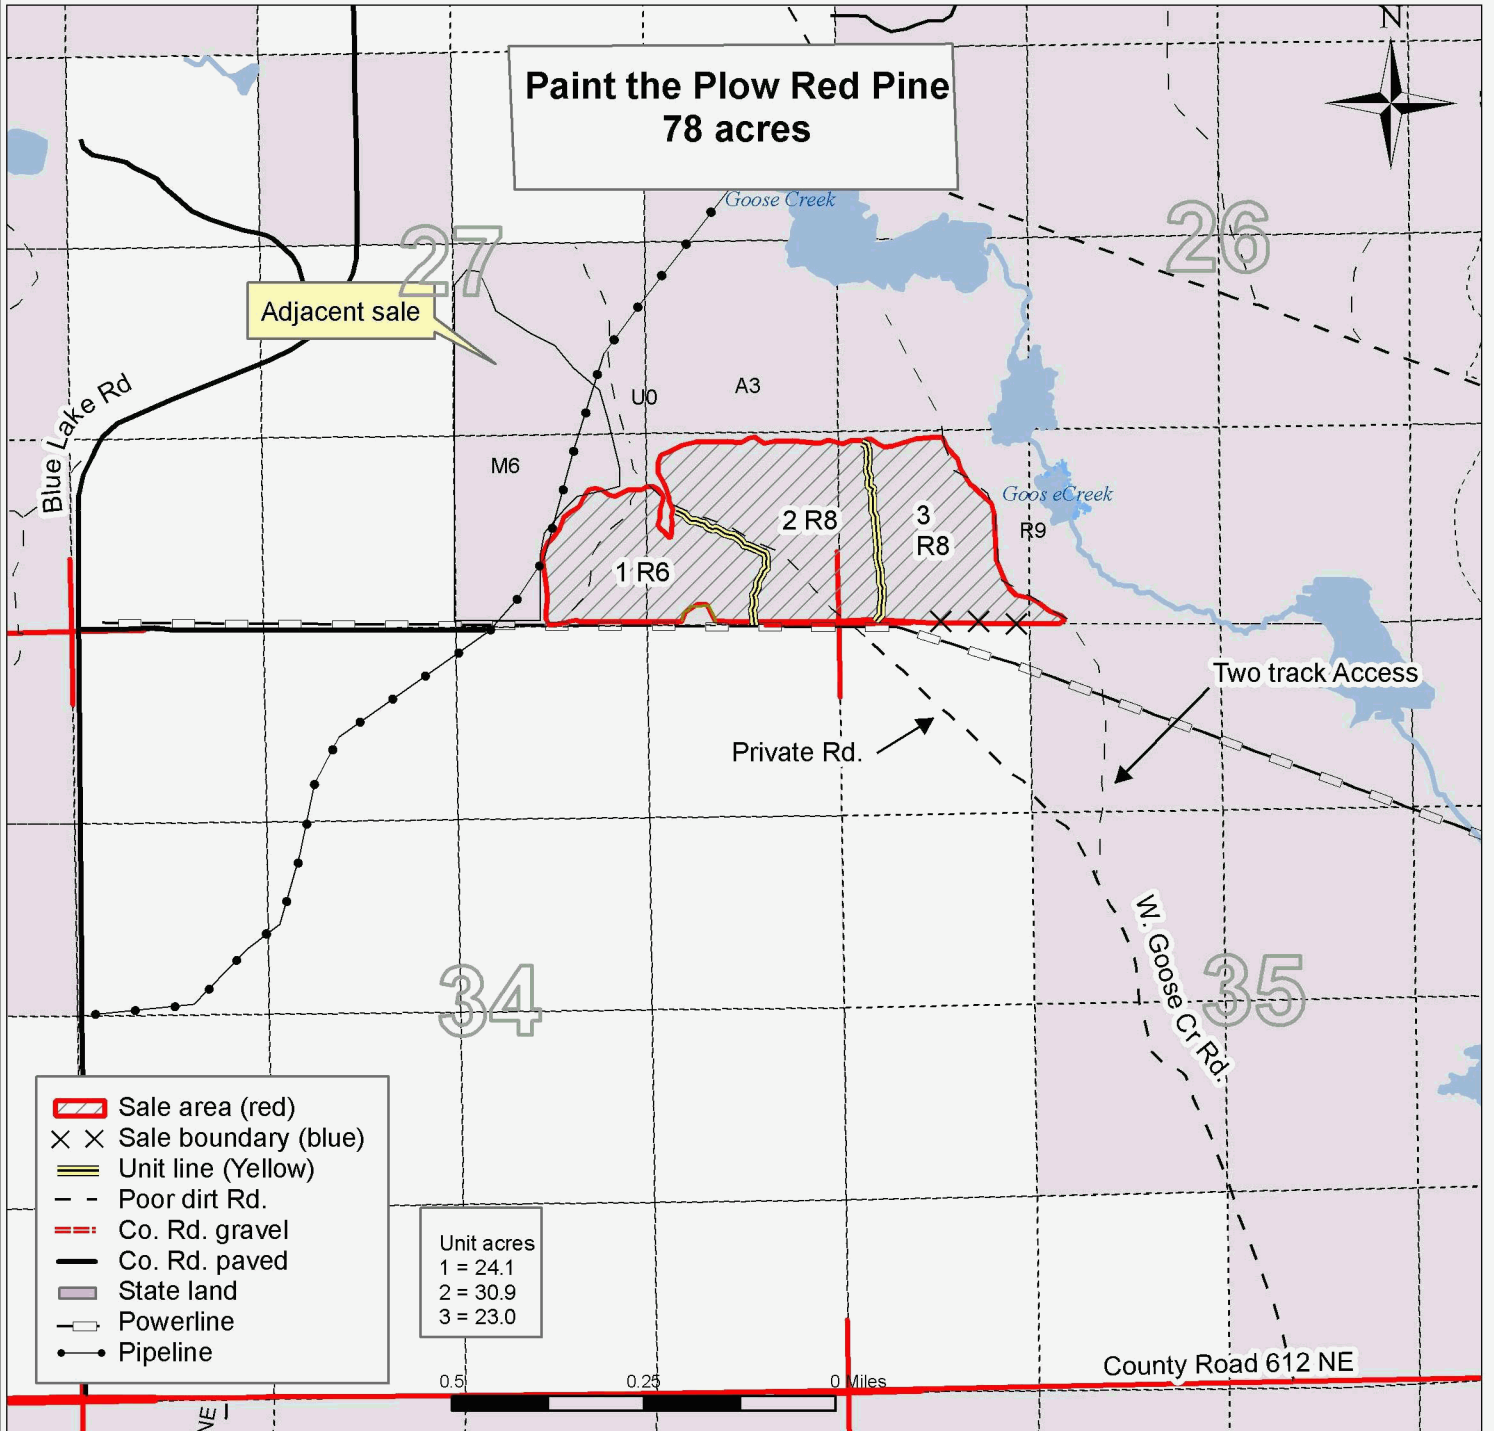 N
Paint the Plow Red Pine
78 acres
Goose Creek
26
27
Adjacent sale
Blue Lake Rd
U0
A3
M6
Goos eCreek
2 R8
3
R8
R9
1 R6
Two track Access
Private Rd.
W. Goose Cr Rd.
34
35
Sale area (red)
Sale boundary (blue)
Unit line (Yellow)
Poor dirt Rd.
Co. Rd. gravel
Co. Rd. paved
State land
Powerline
Pipeline
Unit acres
1 = 24.1
2 = 30.9
3 = 23.0
County Road 612 NE
0.5
0.25
0 Miles
NE